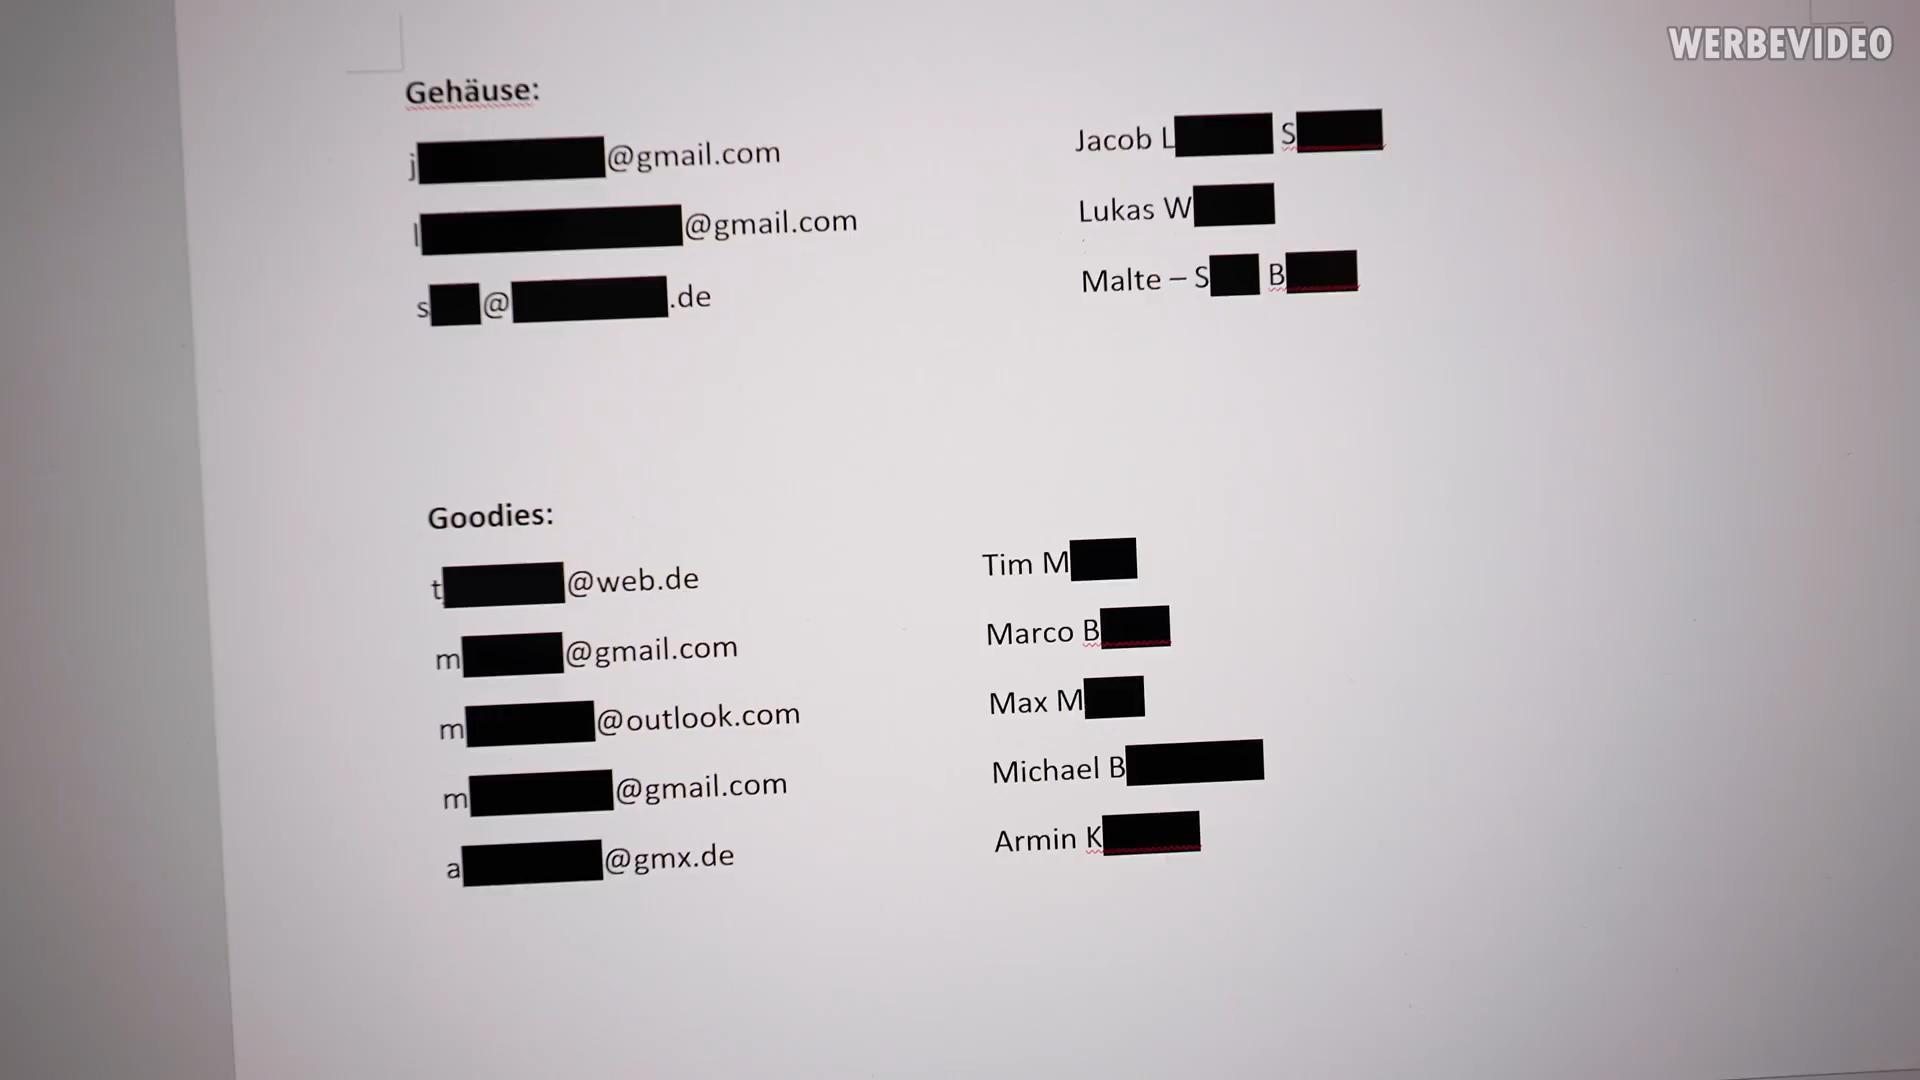 WERBEVIDEO
Gehäuse:
j @gmail.com Jacob L S
l @gmail.com Lukas W
s @ .de Malte – S B
Goodies:
t @web.de Tim M
m @gmail.com Marco B
m @outlook.com Max M
m @gmail.com Michael B
a @gmx.de Armin K